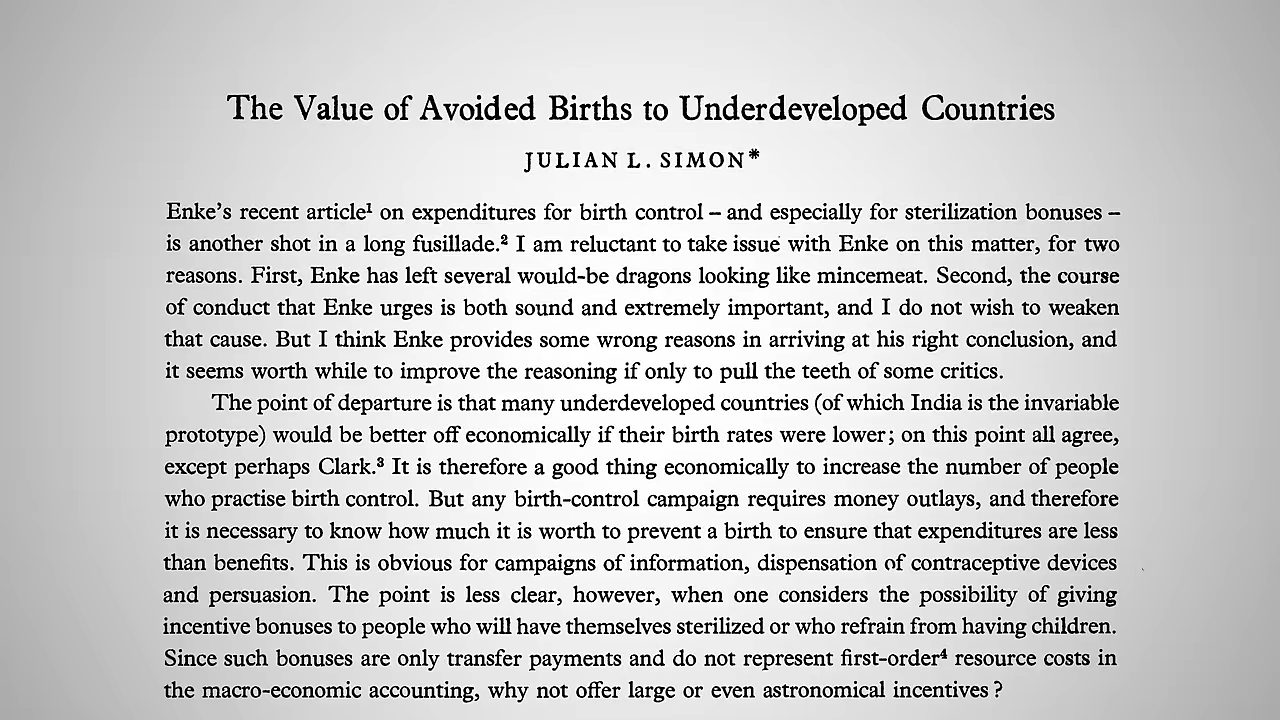 The Value of Avoided Births to Underdeveloped Countries
JULIAN L. SIMON*
Enke's recent article¹ on expenditures for birth control – and especially for sterilization bonuses –
is another shot in a long fusillade.² I am reluctant to take issue with Enke on this matter, for two
reasons. First, Enke has left several would-be dragons looking like mincemeat. Second, the course
of conduct that Enke urges is both sound and extremely important, and I do not wish to weaken
that cause. But I think Enke provides some wrong reasons in arriving at his right conclusion, and
it seems worth while to improve the reasoning if only to pull the teeth of some critics.
The point of departure is that many underdeveloped countries (of which India is the invariable
prototype) would be better off economically if their birth rates were lower; on this point all agree,
except perhaps Clark.³ It is therefore a good thing economically to increase the number of people
who practise birth control. But any birth-control campaign requires money outlays, and therefore
it is necessary to know how much it is worth to prevent a birth to ensure that expenditures are less
than benefits. This is obvious for campaigns of information, dispensation of contraceptive devices
and persuasion. The point is less clear, however, when one considers the possibility of giving
incentive bonuses to people who will have themselves sterilized or who refrain from having children.
Since such bonuses are only transfer payments and do not represent first-order⁴ resource costs in
the macro-economic accounting, why not offer large or even astronomical incentives?